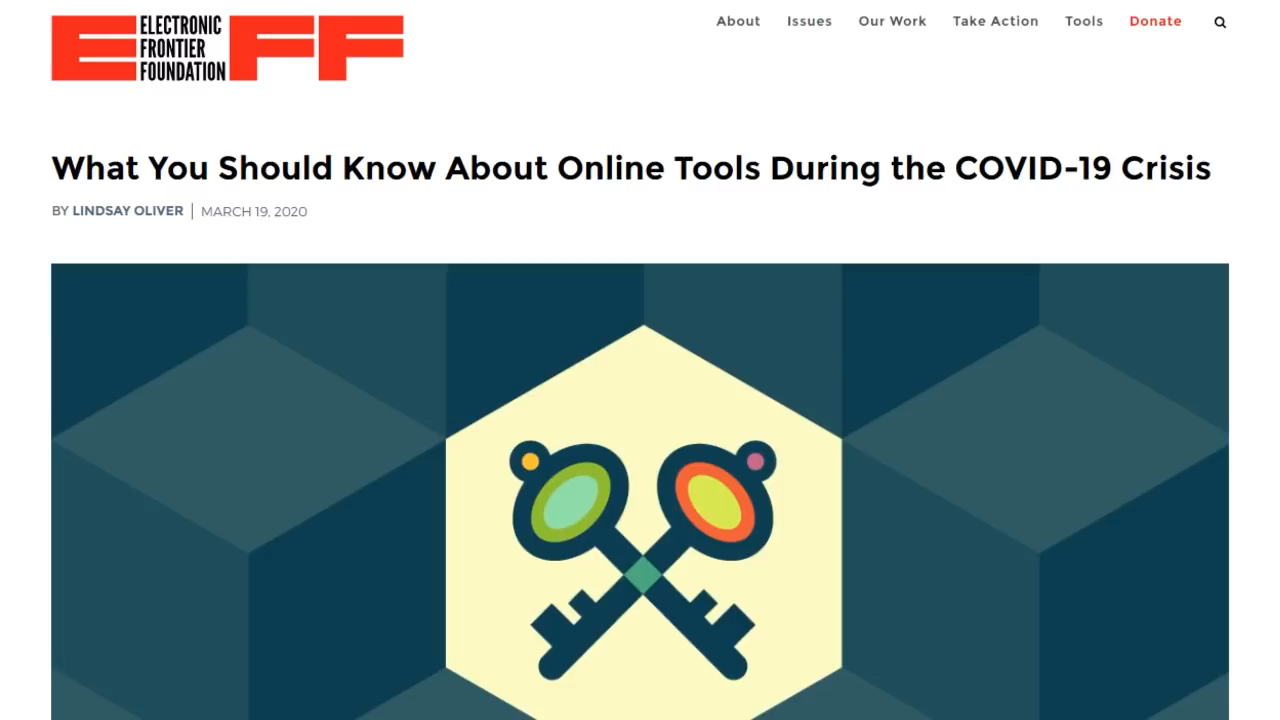 ELECTRONIC
FRONTIER
FOUNDATION
EFF
About Issues Our Work Take Action Tools Donate
What You Should Know About Online Tools During the COVID-19 Crisis
BY LINDSAY OLIVER | MARCH 19, 2020